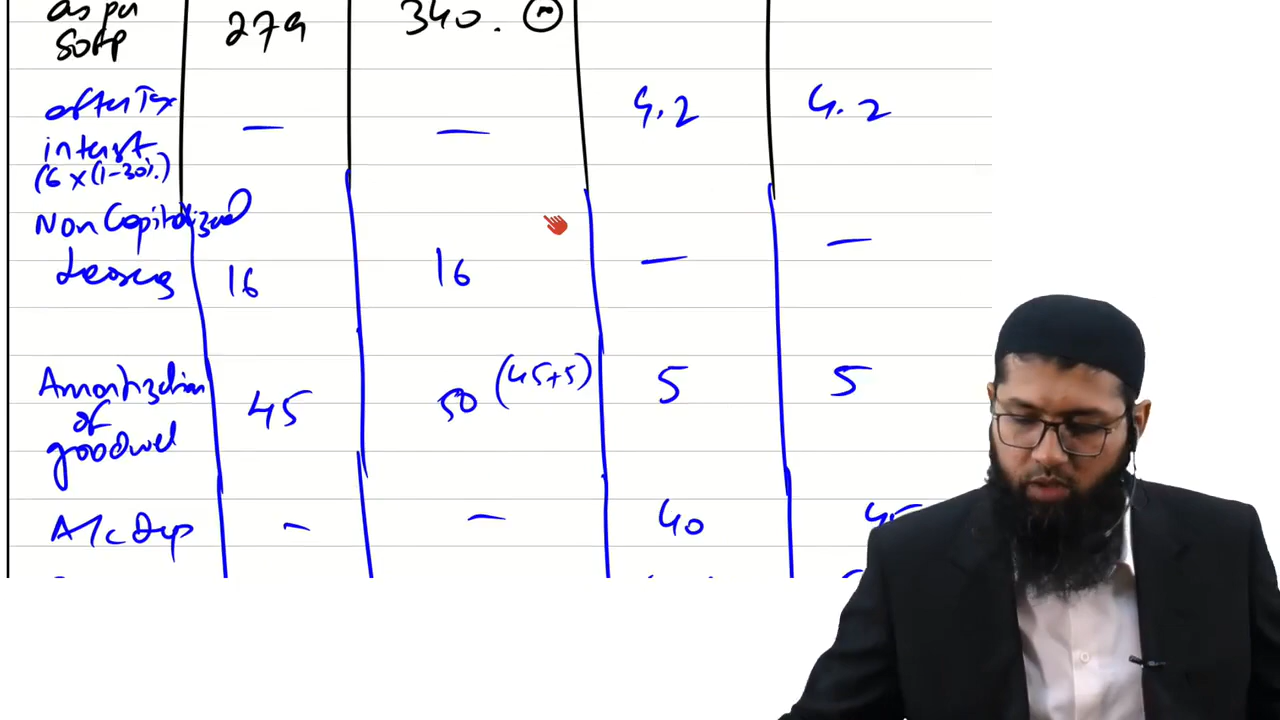 as per 279 340. (-)
SOFP
after Tax 4.2 4.2
interest — —
(6 x (1-30%.)
Non Capitalized —
Leases 16 16 —
Amortization 45 50 (45+5) 5 5
of
goodwill
A/c Dep — — 40 45